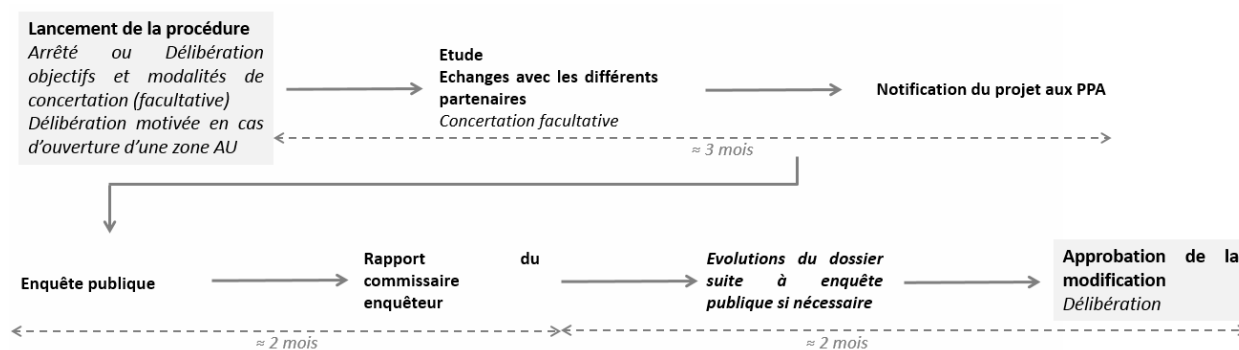 Lancement de la procédure
Arrêté ou Délibération
objectifs et modalités de
concertation (facultative)
Délibération motivée en cas
d’ouverture d’une zone AU
Etude
Echanges avec les différents
partenaires
Concertation facultative
Notification du projet aux PPA
≈ 3 mois
Enquête publique
Rapport du
commissaire
enquêteur
Evolutions du dossier
suite à enquête
publique si nécessaire
Approbation de la
modification
Délibération
≈ 2 mois
≈ 2 mois